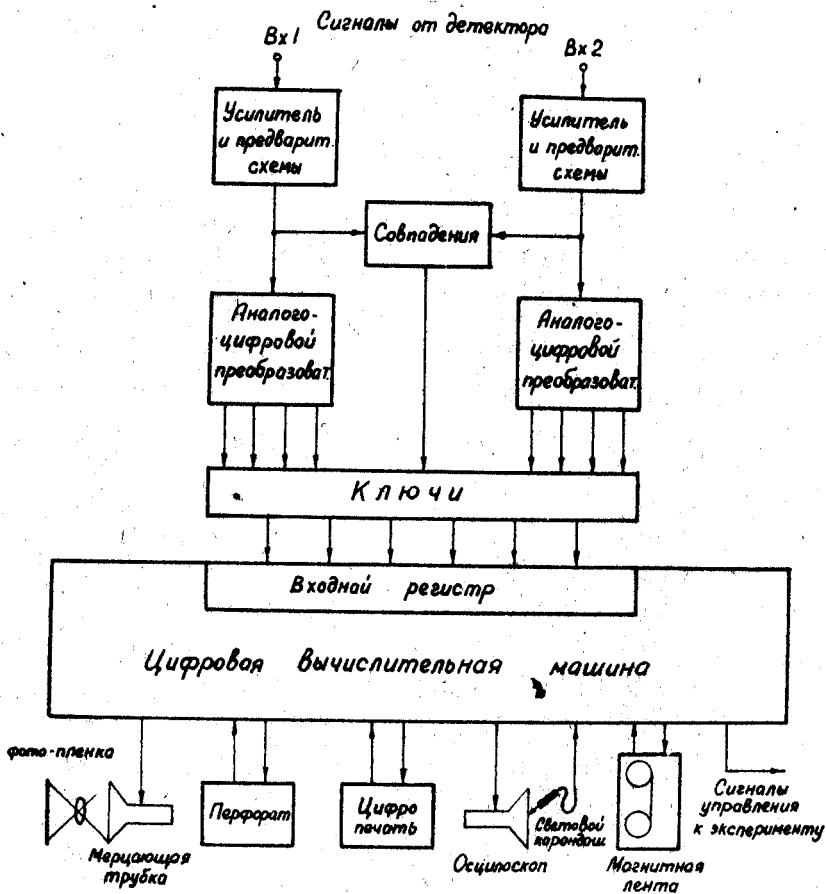 Сигналы от детектора
Вх 1
Вх 2
Усилитель
и предварит.
схемы
Усилитель
и предварит.
схемы
Совпадения
Аналого-
цифровой
преобразоват.
Аналого-
цифровой
преобразоват.
Ключи
Входной регистр
Цифровая вычислительная машина
фото-пленка
Мерцающая
трубка
Перфорат
Цифро
печать
Осцилоскоп
Световой
карандаш
Магнитная
лента
Сигналы
управления
к эксперименту